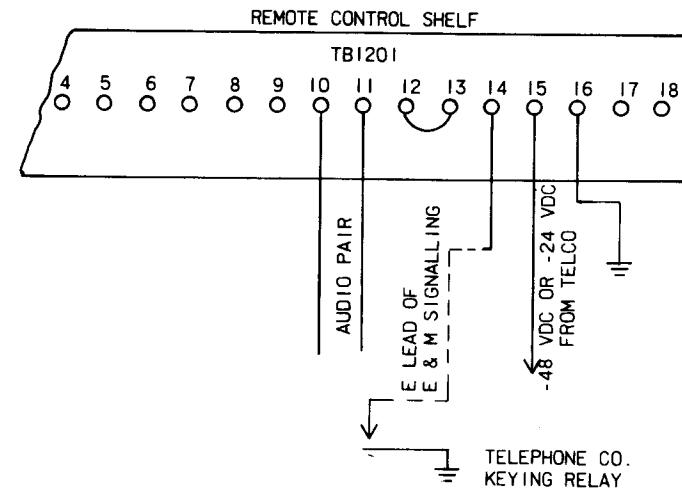 REMOTE CONTROL SHELF
TB1201
4 5 6 7 8 9 10 11 12 13 14 15 16 17 18
AUDIO PAIR
E LEAD OF
E & M SIGNALLING
-48 VDC OR -24 VDC
FROM TELCO
TELEPHONE CO.
KEYING RELAY